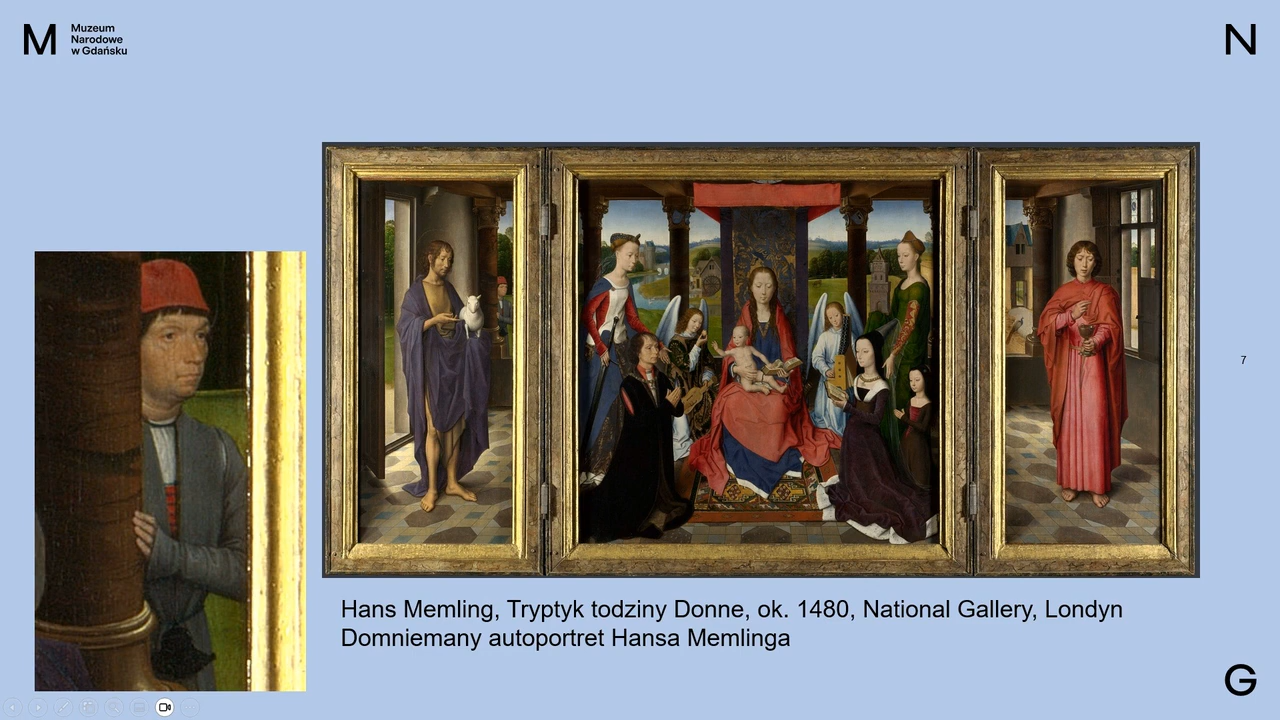 M
Muzeum
Narodowe
w Gdańsku
N
7
Hans Memling, Tryptyk todziny Donne, ok. 1480, National Gallery, Londyn
Domniemany autoportret Hansa Memlinga
G